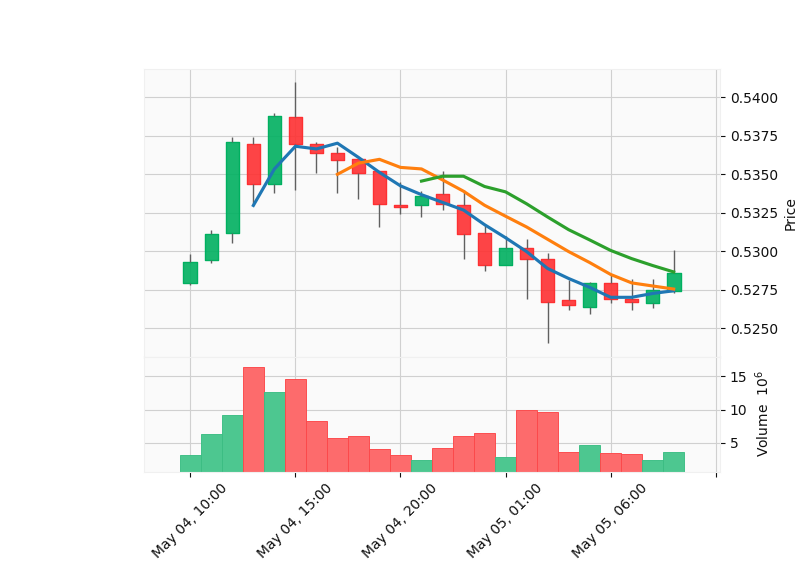 0.5400
0.5375
0.5350
0.5325
0.5300
0.5275
0.5250
Price
15
10
5
Volume 10⁶
May 04, 10:00
May 04, 15:00
May 04, 20:00
May 05, 01:00
May 05, 06:00